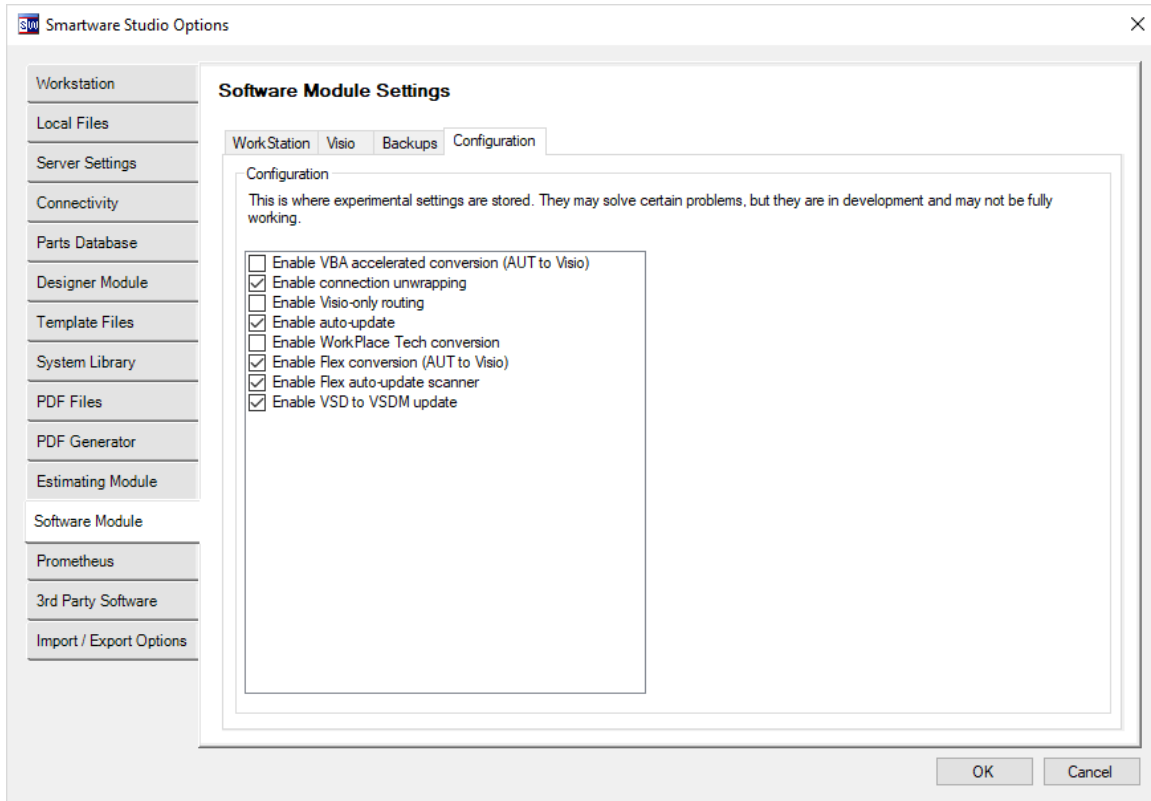 SW Smartware Studio Options
Workstation
Local Files
Server Settings
Connectivity
Parts Database
Designer Module
Template Files
System Library
PDF Files
PDF Generator
Estimating Module
Software Module
Prometheus
3rd Party Software
Import / Export Options
Software Module Settings
WorkStation Visio Backups Configuration
Configuration
This is where experimental settings are stored. They may solve certain problems, but they are in development and may not be fully
working.
Enable VBA accelerated conversion (AUT to Visio)
Enable connection unwrapping
Enable Visio-only routing
Enable auto-update
Enable WorkPlace Tech conversion
Enable Flex conversion (AUT to Visio)
Enable Flex auto-update scanner
Enable VSD to VSDM update
OK Cancel